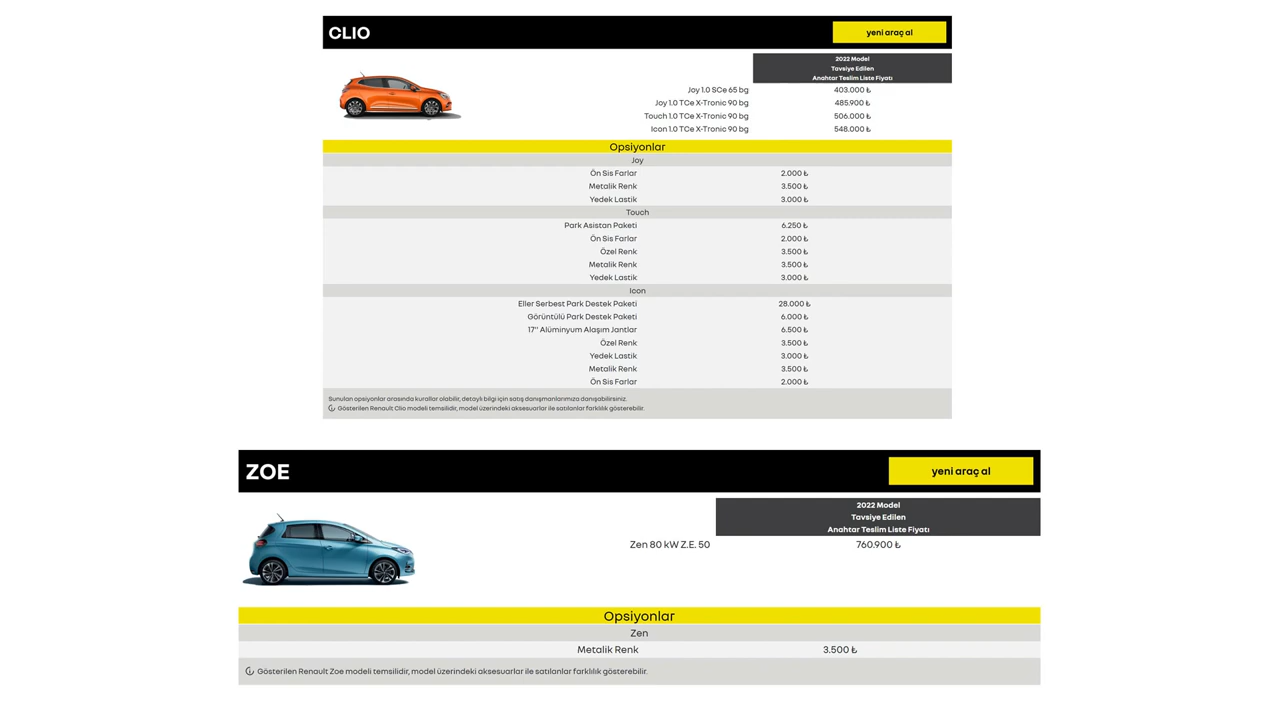 CLIO
yeni araç al
2022 Model
Tavsiye Edilen
Anahtar Teslim Liste Fiyatı
Joy 1.0 SCe 65 bg 403.000 ₺
Joy 1.0 TCe X-Tronic 90 bg 485.900 ₺
Touch 1.0 TCe X-Tronic 90 bg 506.000 ₺
Icon 1.0 TCe X-Tronic 90 bg 548.000 ₺
Opsiyonlar
Joy
Ön Sis Farlar 2.000 ₺
Metalik Renk 3.500 ₺
Yedek Lastik 3.000 ₺
Touch
Park Asistan Paketi 6.250 ₺
Ön Sis Farlar 2.000 ₺
Özel Renk 3.500 ₺
Metalik Renk 3.500 ₺
Yedek Lastik 3.000 ₺
Icon
Eller Serbest Park Destek Paketi 28.000 ₺
Görüntülü Park Destek Paketi 6.000 ₺
17'' Alüminyum Alaşım Jantlar 6.500 ₺
Özel Renk 3.500 ₺
Yedek Lastik 3.000 ₺
Metalik Renk 3.500 ₺
Ön Sis Farlar 2.000 ₺
Sunulan opsiyonlar arasında kurallar olabilir, detaylı bilgi için satış danışmanlarımıza danışabilirsiniz.
Gösterilen Renault Clio modeli temsilidir, model üzerindeki aksesuarlar ile satılanlar farklılık gösterebilir.
ZOE
yeni araç al
2022 Model
Tavsiye Edilen
Anahtar Teslim Liste Fiyatı
Zen 80 kW Z.E. 50 760.900 ₺
Opsiyonlar
Zen
Metalik Renk 3.500 ₺
Gösterilen Renault Zoe modeli temsilidir, model üzerindeki aksesuarlar ile satılanlar farklılık gösterebilir.